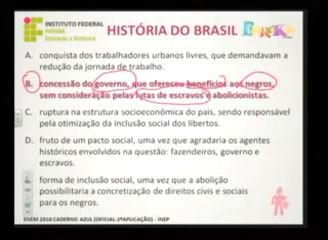 INSTITUTO FEDERAL
PARANÁ
Educação a Distância
HISTÓRIA DO BRASIL
A. conquista dos trabalhadores urbanos livres, que demandavam a
redução da jornada de trabalho.
B. concessão do governo, que ofereceu benefícios aos negros,
sem consideração pelas lutas de escravos e abolicionistas.
C. ruptura na estrutura socioeconômica do país, sendo responsável
pela otimização da inclusão social dos libertos.
D. fruto de um pacto social, uma vez que agradaria os agentes
históricos envolvidos na questão: fazendeiros, governo e
escravos.
forma de inclusão social, uma vez que a abolição
possibilitaria a concretização de direitos civis e sociais
para os negros.
ENEM 2010 CADERNO AZUL (OFICIAL-2ªAPLICAÇÃO) - INEP